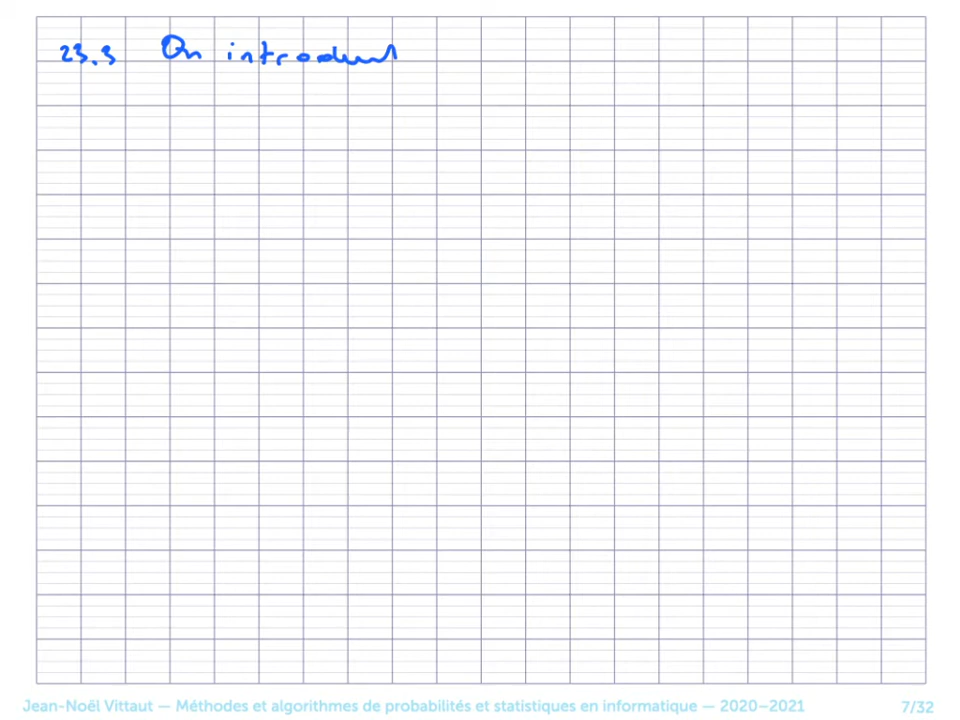 23.3 On introduit
Jean-Noël Vittaut — Méthodes et algorithmes de probabilités et statistiques en informatique — 2020–2021 7/32